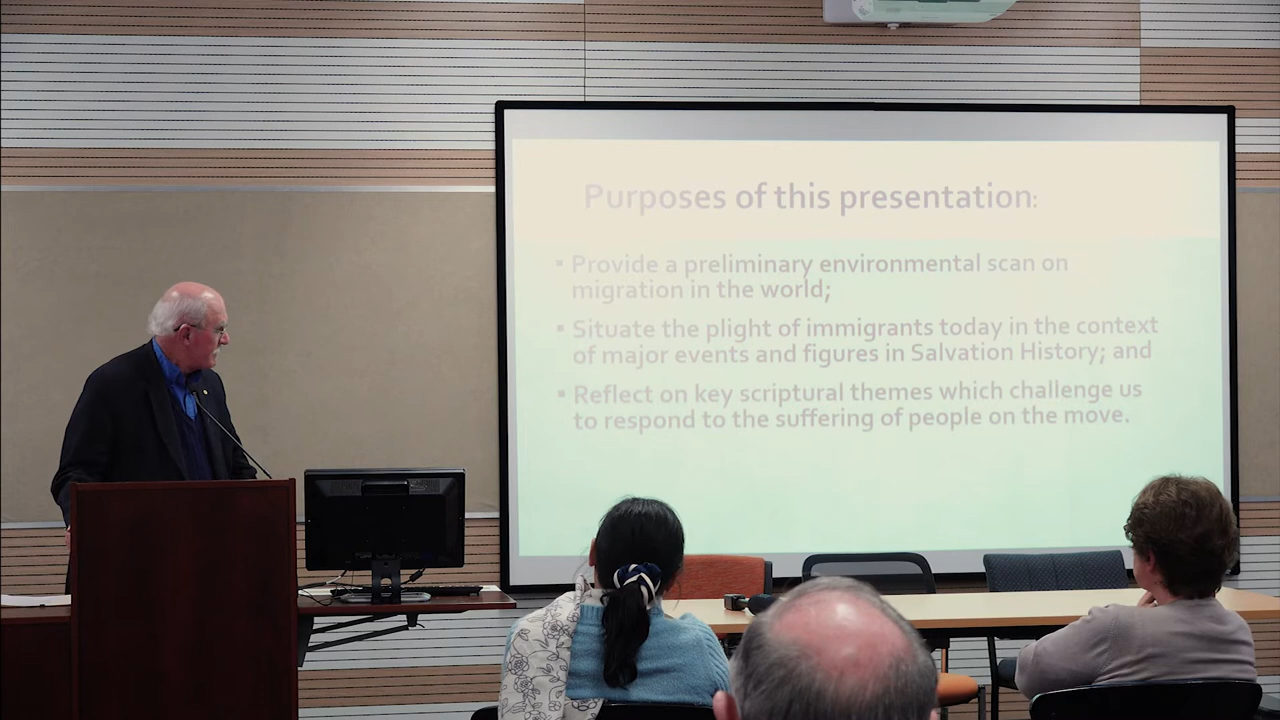 Purposes of this presentation:
▪ Provide a preliminary environmental scan on
migration in the world;
▪ Situate the plight of immigrants today in the context
of major events and figures in Salvation History; and
▪ Reflect on key scriptural themes which challenge us
to respond to the suffering of people on the move.